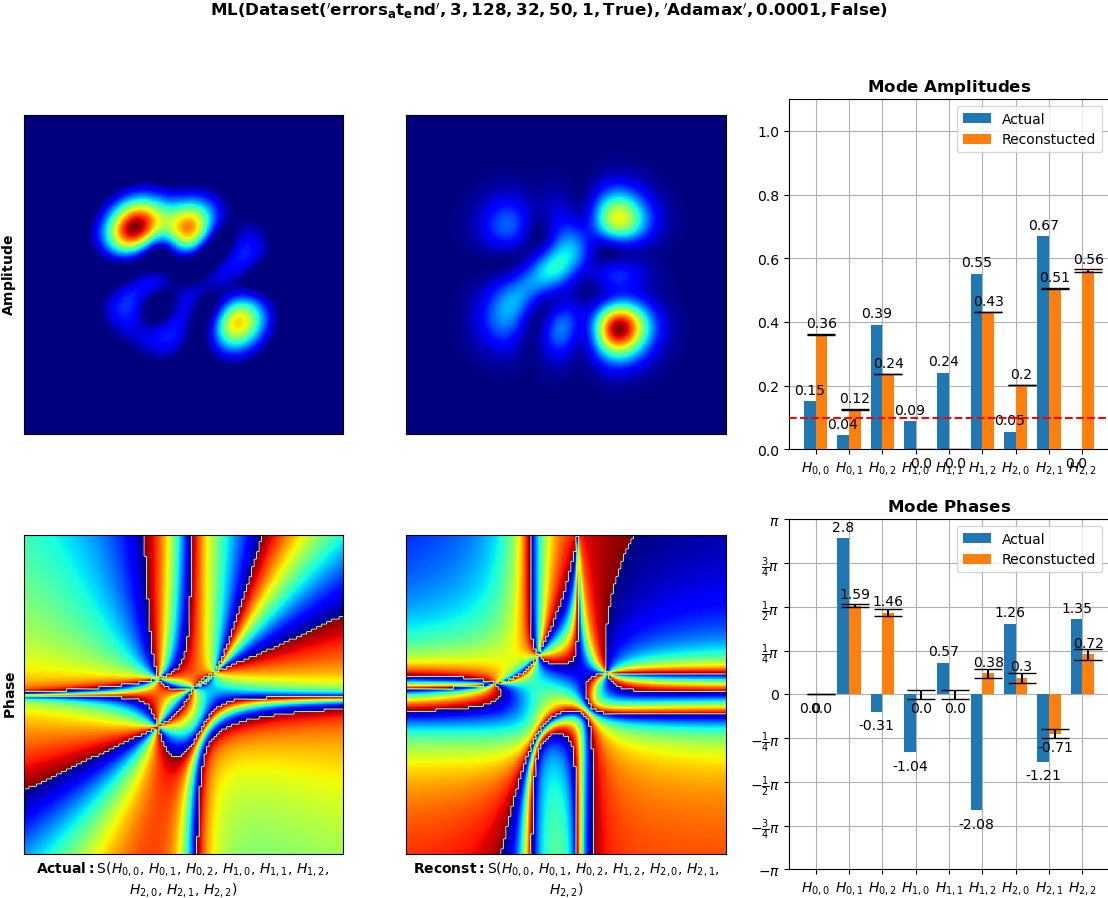 ML(Dataset('errors_at_end', 3, 128, 32, 50, 1, True), 'Adamax', 0.0001, False)
Amplitude
Mode Amplitudes
Actual
Reconstucted
1.0
0.8
0.6
0.4
0.2
0.0
0.15
0.36
0.04
0.12
0.39
0.24
0.09
0.0
0.24
0.0
0.55
0.43
0.05
0.2
0.67
0.51
0.0
0.56
H0,0 H0,1 H0,2 H1,0 H1,1 H1,2 H2,0 H2,1 H2,2
Phase
Actual: S(H0,0, H0,1, H0,2, H1,0, H1,1, H1,2,
H2,0, H2,1, H2,2)
Reconst: S(H0,0, H0,1, H0,2, H1,2, H2,0, H2,1,
H2,2)
Mode Phases
Actual
Reconstucted
π
3/4π
1/2π
1/4π
0
−1/4π
−1/2π
−3/4π
−π
0.0
0.0
2.8
1.59
-0.31
1.46
-1.04
0.0
0.57
0.0
-2.08
0.38
1.26
0.3
-1.21
-0.71
1.35
0.72
H0,0 H0,1 H0,2 H1,0 H1,1 H1,2 H2,0 H2,1 H2,2